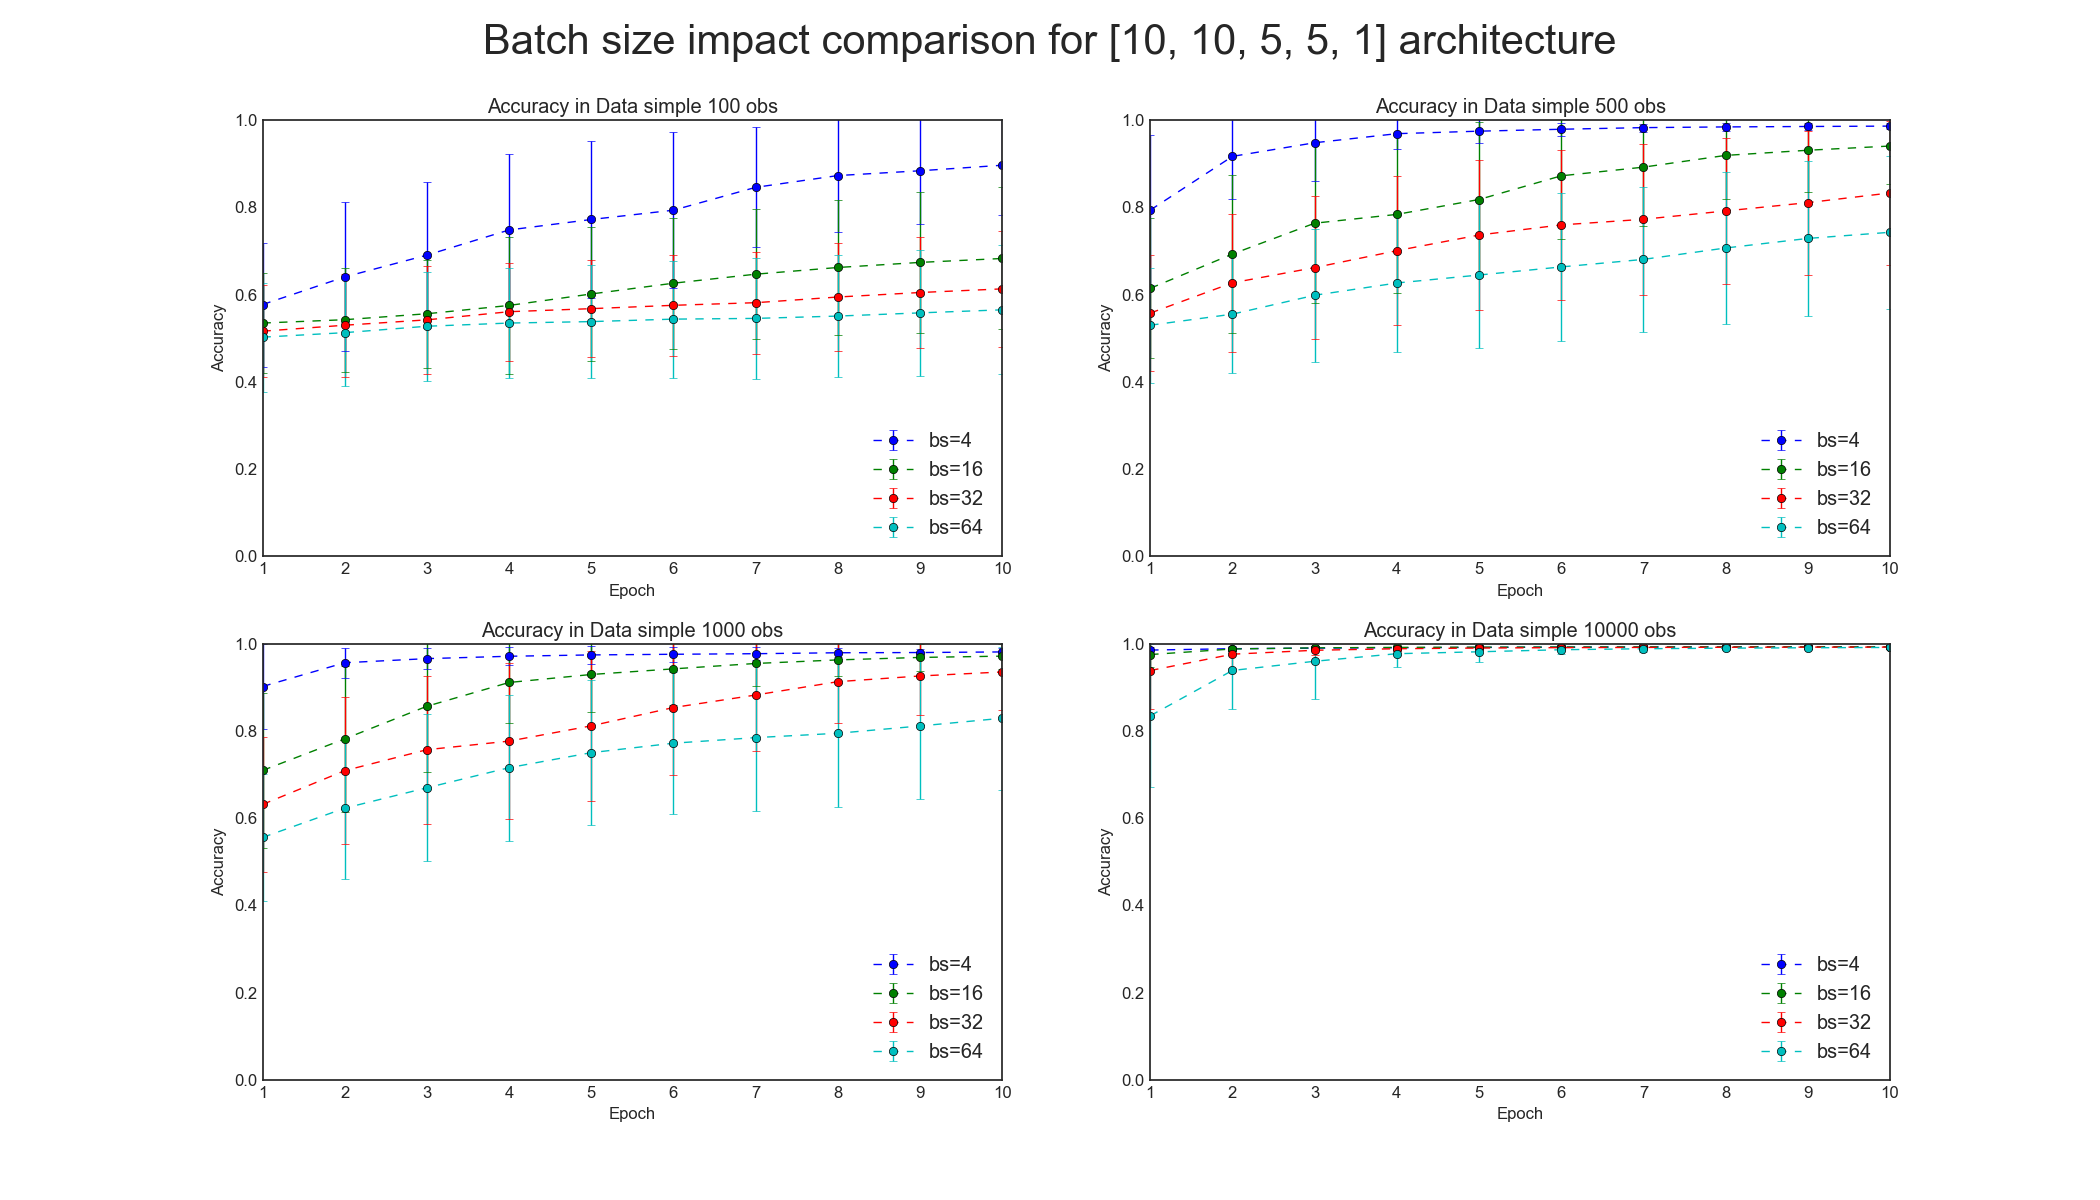 Batch size impact comparison for [10, 10, 5, 5, 1] architecture
Accuracy in Data simple 100 obs
1.0
0.8
0.6
0.4
0.2
0.0
Accuracy
1 2 3 4 5 6 7 8 9 10
Epoch
bs=4
bs=16
bs=32
bs=64
Accuracy in Data simple 500 obs
1.0
0.8
0.6
0.4
0.2
0.0
Accuracy
1 2 3 4 5 6 7 8 9 10
Epoch
bs=4
bs=16
bs=32
bs=64
Accuracy in Data simple 1000 obs
1.0
0.8
0.6
0.4
0.2
0.0
Accuracy
1 2 3 4 5 6 7 8 9 10
Epoch
bs=4
bs=16
bs=32
bs=64
Accuracy in Data simple 10000 obs
1.0
0.8
0.6
0.4
0.2
0.0
Accuracy
1 2 3 4 5 6 7 8 9 10
Epoch
bs=4
bs=16
bs=32
bs=64